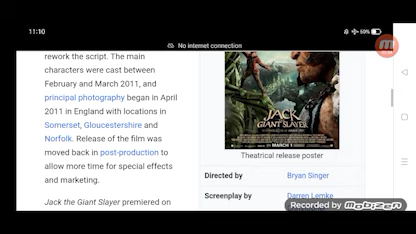 11:10
59%
No internet connection
rework the script. The main
characters were cast between
February and March 2011, and
principal photography began in April
2011 in England with locations in
Somerset, Gloucestershire and
Norfolk. Release of the film was
moved back in post-production to
allow more time for special effects
and marketing.
Jack the Giant Slayer premiered on
JACK
THE
GIANT SLAYER
MARCH 1
Theatrical release poster
Directed by
Bryan Singer
Screenplay by
Darren Lemke
Recorded by
Mobizen